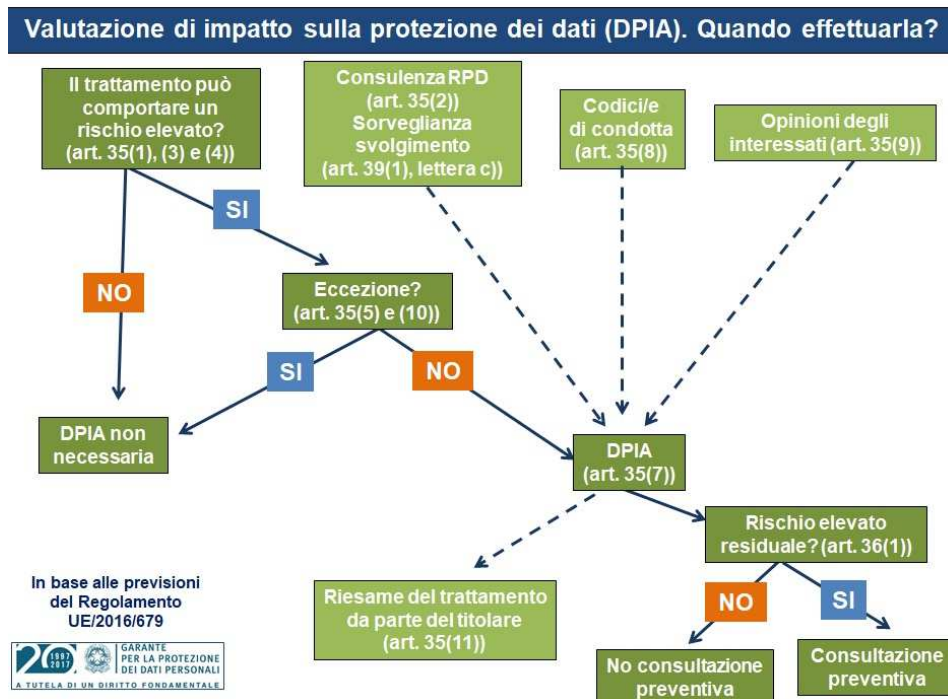 Valutazione di impatto sulla protezione dei dati (DPIA). Quando effettuarla?
Il trattamento può
comportare un
rischio elevato?
(art. 35(1), (3) e (4))
Consulenza RPD
(art. 35(2))
Sorveglianza
svolgimento
(art. 39(1), lettera c))
Codici/e
di condotta
(art. 35(8))
Opinioni degli
interessati (art. 35(9))
SI
NO
Eccezione?
(art. 35(5) e (10))
SI
NO
DPIA non
necessaria
DPIA
(art. 35(7))
Rischio elevato
residuale? (art. 36(1))
Riesame del trattamento
da parte del titolare
(art. 35(11))
NO
SI
No consultazione
preventiva
Consultazione
preventiva
In base alle previsioni
del Regolamento
UE/2016/679
20 1997
2017
GARANTE
PER LA PROTEZIONE
DEI DATI PERSONALI
A TUTELA DI UN DIRITTO FONDAMENTALE